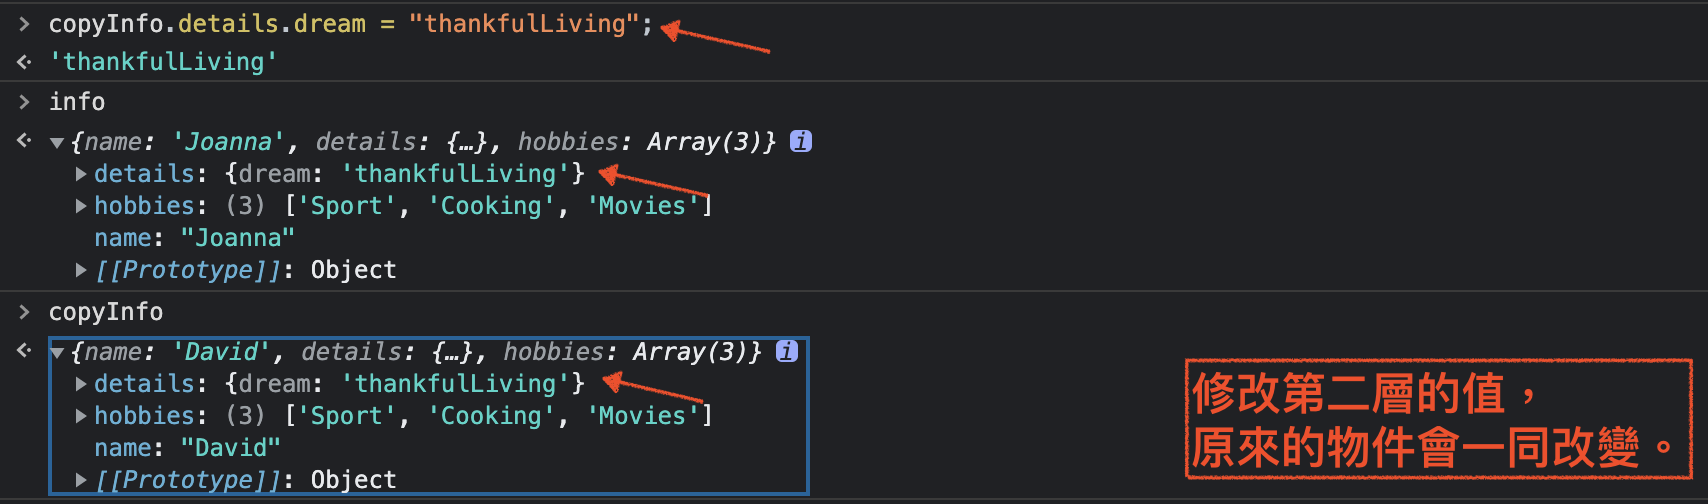 > copyInfo.details.dream = "thankfulLiving";
'thankfulLiving'
> info
▼{name: 'Joanna', details: {…}, hobbies: Array(3)} i
▶details: {dream: 'thankfulLiving'}
▶hobbies: (3) ['Sport', 'Cooking', 'Movies']
name: "Joanna"
▶[[Prototype]]: Object
> copyInfo
▼{name: 'David', details: {…}, hobbies: Array(3)} i
▶details: {dream: 'thankfulLiving'}
▶hobbies: (3) ['Sport', 'Cooking', 'Movies']
name: "David"
▶[[Prototype]]: Object
修改第二層的值，
原來的物件會一同改變。